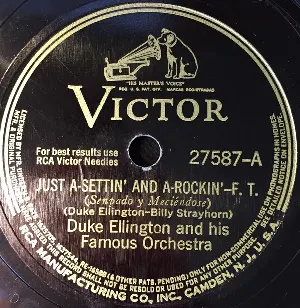 "HIS MASTER'S VOICE"
REG. U. S. PAT. OFF. MARCAS REGISTRADAS
VICTOR
For best results use
RCA Victor Needles
27587-A
JUST A-SETTIN' AND A-ROCKIN'-F. T.
(Sentado y Meciéndose)
(Duke Ellington-Billy Strayhorn)
Duke Ellington and his
Famous Orchestra
RCA MANUFACTURING CO., INC., CAMDEN, N. J., U. S. A.